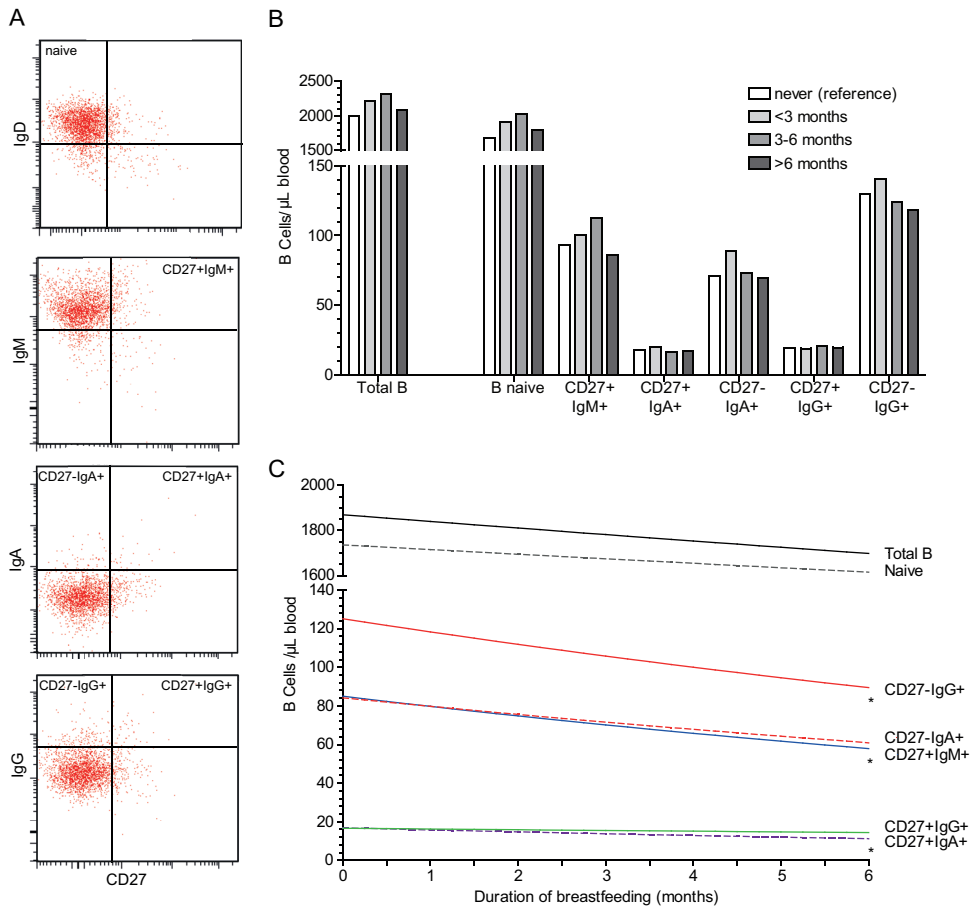 A
naive
IgD
CD27+IgM+
IgM
CD27-IgA+ CD27+IgA+
IgA
CD27-IgG+ CD27+IgG+
IgG
CD27
B
2500
2000
1500
150
100
50
0
B Cells/ µL blood
never (reference)
<3 months
3-6 months
>6 months
Total B
B naive
CD27+
IgM+
CD27+
IgA+
CD27-
IgA+
CD27+
IgG+
CD27-
IgG+
C
2000
1800
1600
140
120
100
80
60
40
20
0
B Cells /µL blood
Total B
Naive
CD27-IgG+
*
CD27-IgA+
CD27+IgM+
*
CD27+IgG+
CD27+IgA+
*
0 1 2 3 4 5 6
Duration of breastfeeding (months)